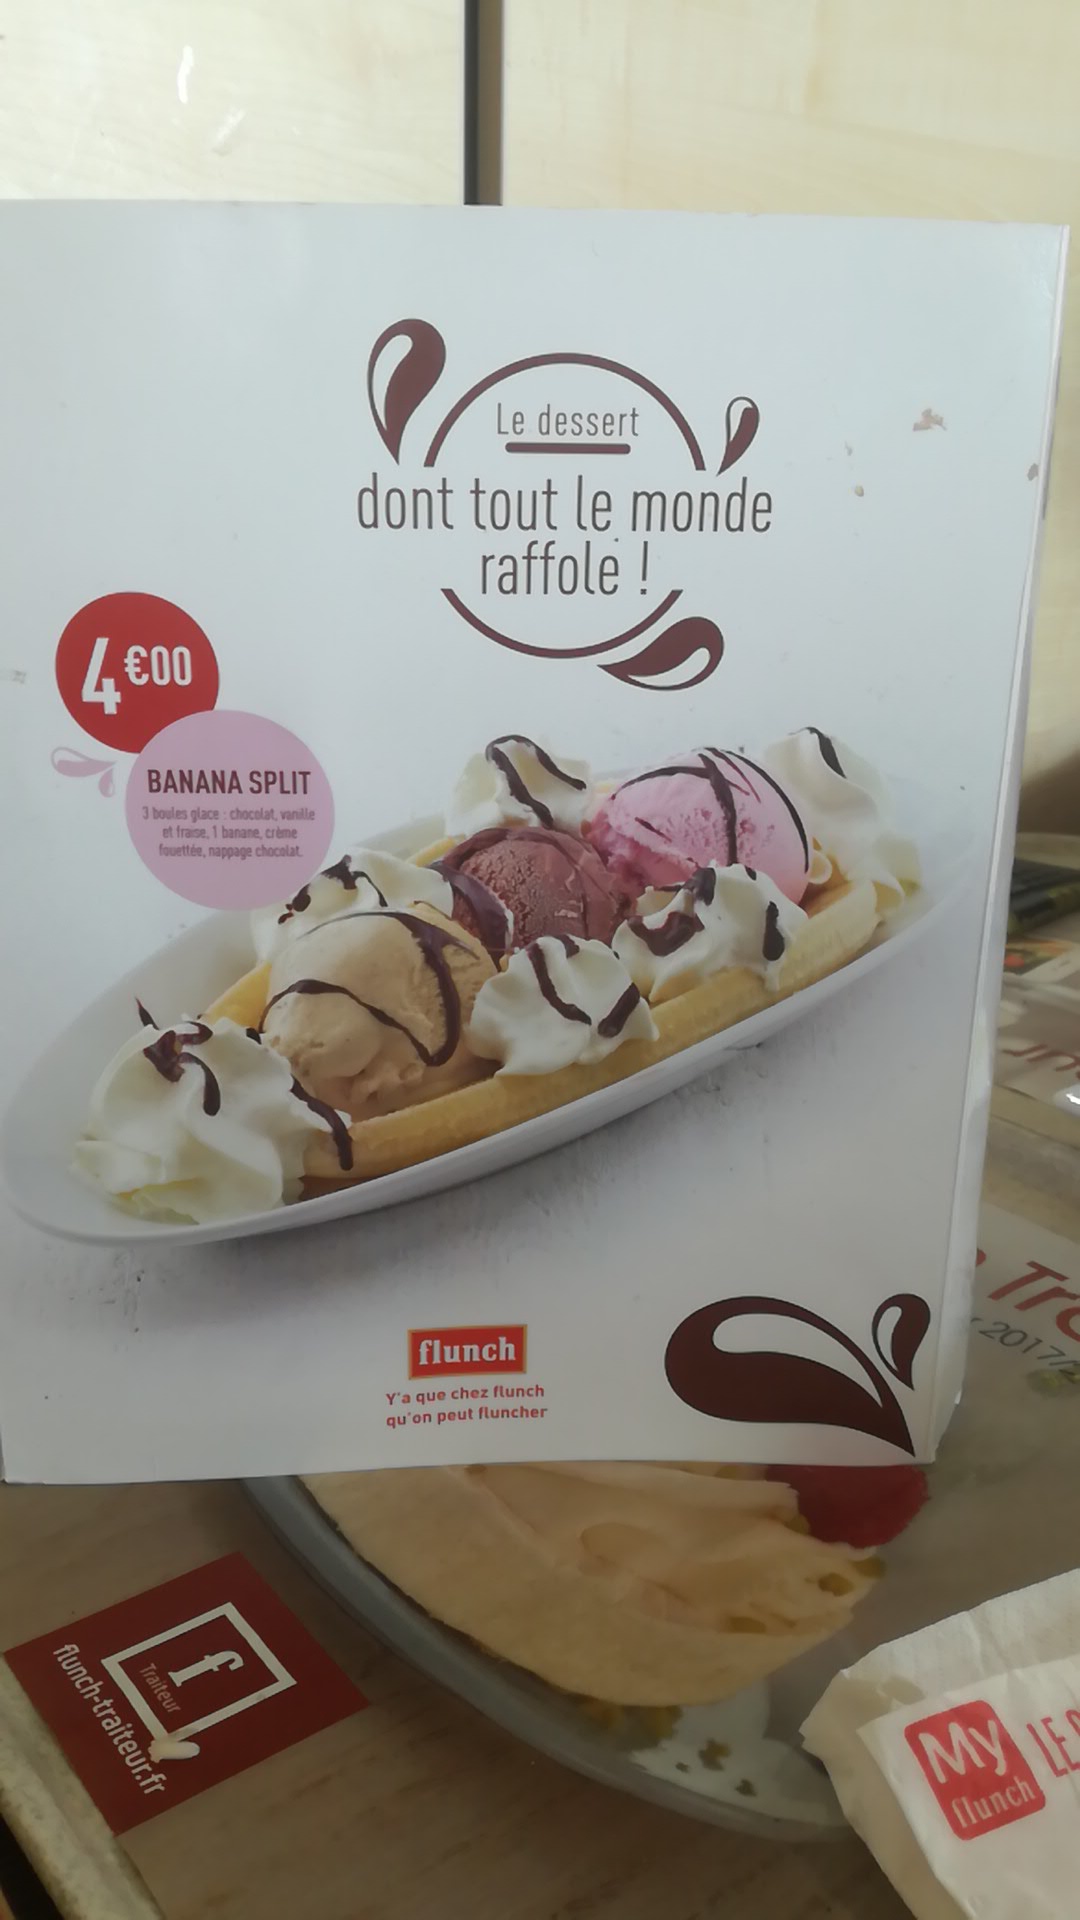 Le dessert
dont tout le monde
raffole !
4€00
BANANA SPLIT
3 boules glace : chocolat, vanille
et fraise, 1 banane, crème
fouettée, nappage chocolat.
flunch
Y'a que chez flunch
qu'on peut fluncher
2017/
f
Traiteur
flunch-traiteur.fr
My
flunch